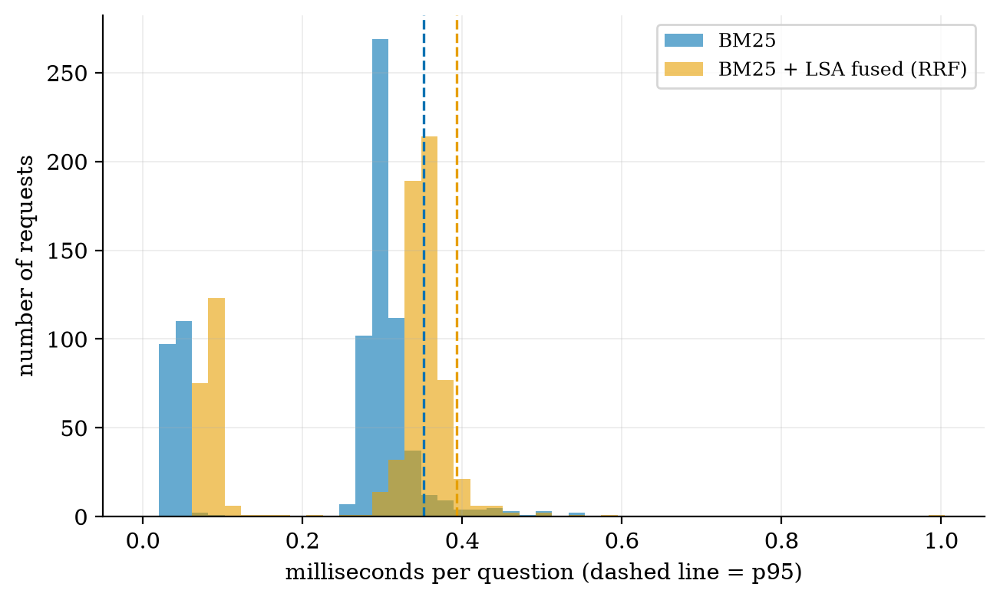 BM25
BM25 + LSA fused (RRF)
number of requests
250
200
150
100
50
0
0.0 0.2 0.4 0.6 0.8 1.0
milliseconds per question (dashed line = p95)